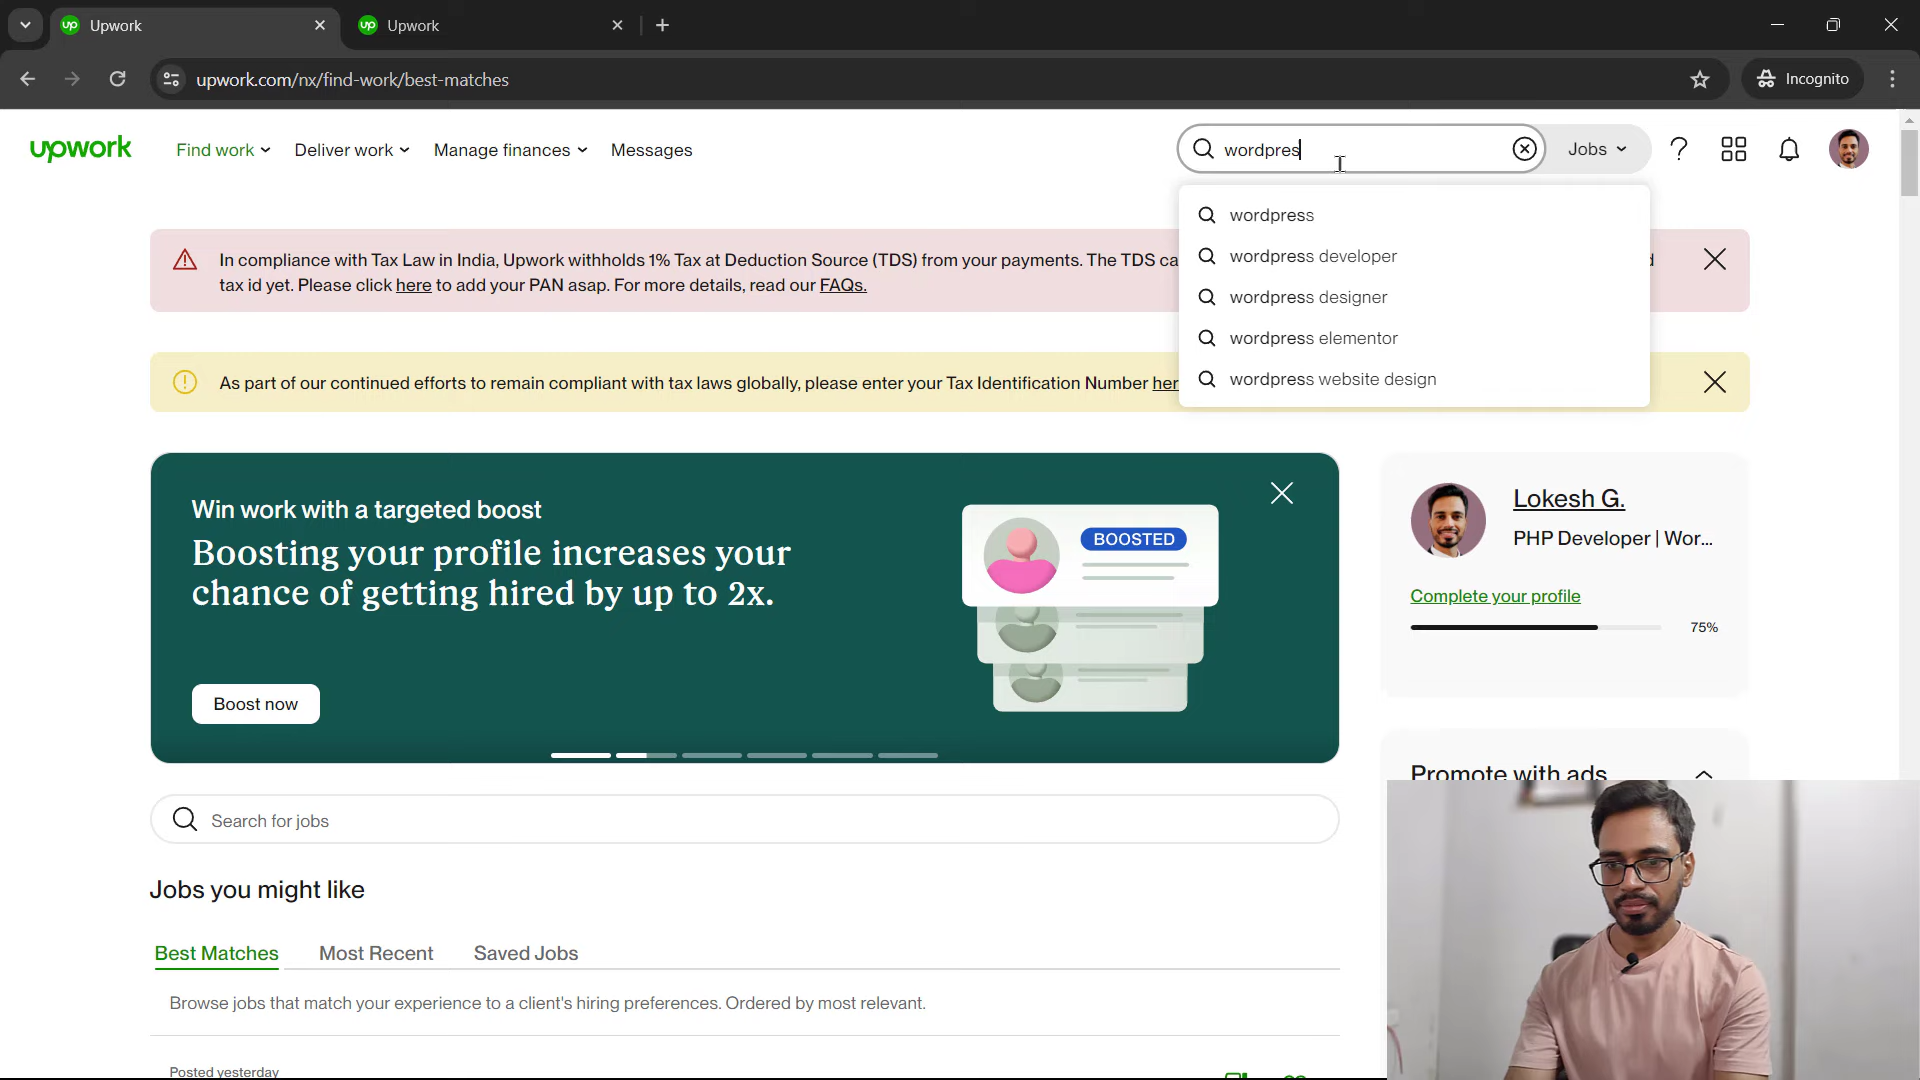 Upwork
Upwork
upwork.com/nx/find-work/best-matches
Incognito
upwork
Find work
Deliver work
Manage finances
Messages
wordpres
Jobs
wordpress
wordpress developer
wordpress designer
wordpress elementor
wordpress website design
In compliance with Tax Law in India, Upwork withholds 1% Tax at Deduction Source (TDS) from your payments. The TDS ca
tax id yet. Please click here to add your PAN asap. For more details, read our FAQs.
As part of our continued efforts to remain compliant with tax laws globally, please enter your Tax Identification Number her
Win work with a targeted boost
Boosting your profile increases your
chance of getting hired by up to 2x.
BOOSTED
Boost now
Lokesh G.
PHP Developer | Wor...
Complete your profile
75%
Promote with ads
Search for jobs
Jobs you might like
Best Matches
Most Recent
Saved Jobs
Browse jobs that match your experience to a client's hiring preferences. Ordered by most relevant.
Posted yesterday